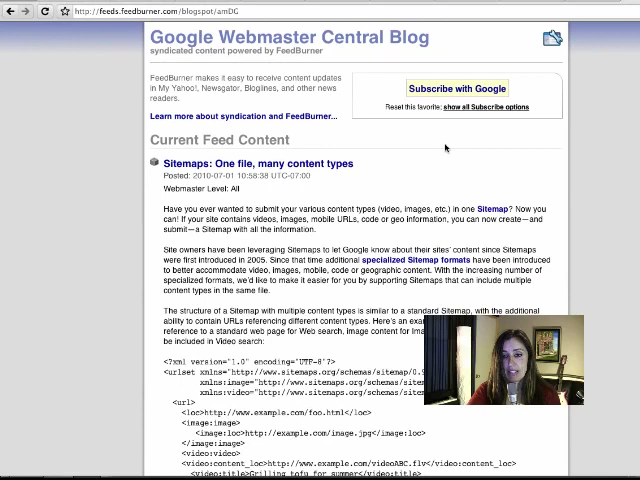 http://feeds.feedburner.com/blogspot/amDG
Google Webmaster Central Blog
syndicated content powered by FeedBurner
FeedBurner makes it easy to receive content updates
in My Yahoo!, Newsgator, Bloglines, and other news
readers.
Learn more about syndication and FeedBurner...
Subscribe with Google
Reset this favorite; show all Subscribe options
Current Feed Content
Sitemaps: One file, many content types
Posted: 2010-07-01 10:58:38 UTC-07:00
Webmaster Level: All
Have you ever wanted to submit your various content types (video, images, etc.) in one Sitemap? Now you
can! If your site contains videos, images, mobile URLs, code or geo information, you can now create—and
submit—a Sitemap with all the information.
Site owners have been leveraging Sitemaps to let Google know about their sites' content since Sitemaps
were first introduced in 2005. Since that time additional specialized Sitemap formats have been introduced
to better accommodate video, images, mobile, code or geographic content. With the increasing number of
specialized formats, we'd like to make it easier for you by supporting Sitemaps that can include multiple
content types in the same file.
The structure of a Sitemap with multiple content types is similar to a standard Sitemap, with the additional
ability to contain URLs referencing different content types. Here's an exa
reference to a standard web page for Web search, image content for Ima
be included in Video search:
<?xml version="1.0" encoding="UTF-8"?>
<urlset xmlns="http://www.sitemaps.org/schemas/sitemap/0.9
xmlns:image="http://www.sitemaps.org/schemas/site
xmlns:video="http://www.sitemaps.org/schemas/site
<url>
<loc>http://www.example.com/foo.html</loc>
<image:image>
<image:loc>http://example.com/image.jpg</image:loc>
</image:image>
<video:video>
<video:content_loc>http://www.example.com/videoABC.flv</video:content_loc>
<video:title>Grilling tofu for summer</video:title>